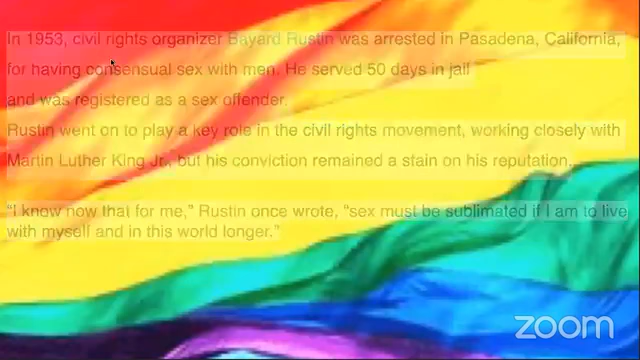 In 1953, civil rights organizer Bayard Rustin was arrested in Pasadena, California,
for having consensual sex with men. He served 50 days in jail
and was registered as a sex offender.
Rustin went on to play a key role in the civil rights movement, working closely with
Martin Luther King Jr., but his conviction remained a stain on his reputation.
“I know now that for me,” Rustin once wrote, “sex must be sublimated if I am to live
with myself and in this world longer.”
zoom